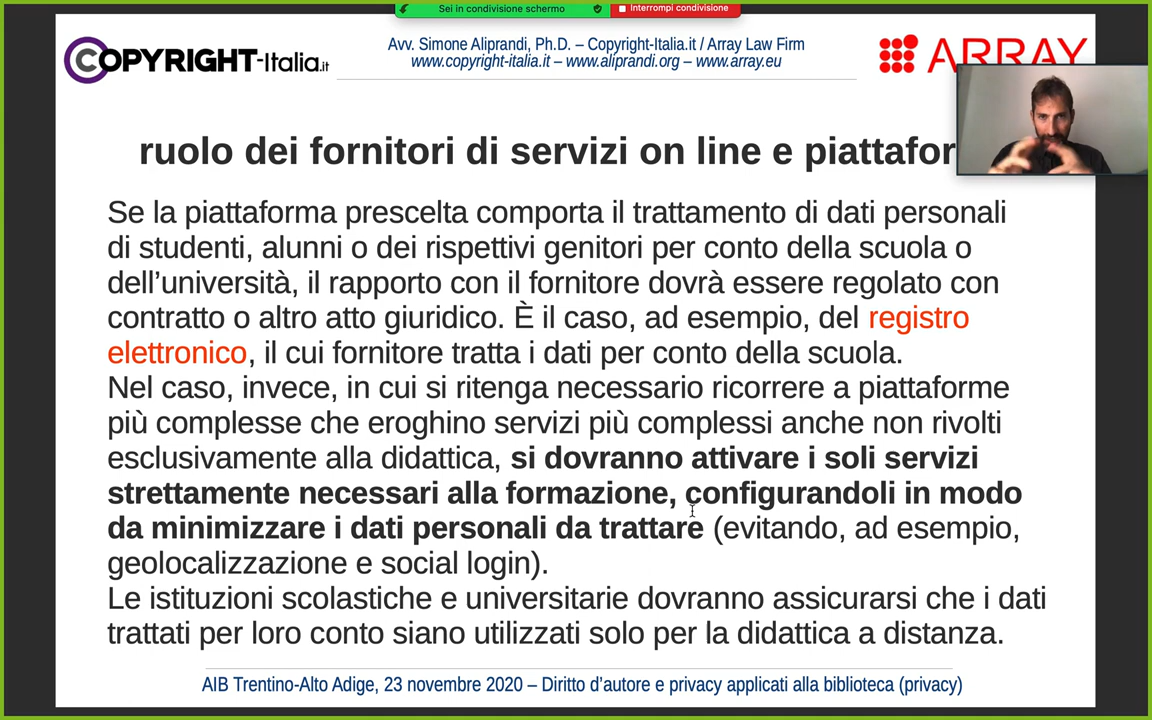 Sei in condivisione schermo
Interrompi condivisione
COPYRIGHT-Italia.it
Avv. Simone Aliprandi, Ph.D. – Copyright-Italia.it / Array Law Firm
www.copyright-italia.it – www.aliprandi.org – www.array.eu
ARRAY
ruolo dei fornitori di servizi on line e piattafor
Se la piattaforma prescelta comporta il trattamento di dati personali
di studenti, alunni o dei rispettivi genitori per conto della scuola o
dell’università, il rapporto con il fornitore dovrà essere regolato con
contratto o altro atto giuridico. È il caso, ad esempio, del registro
elettronico, il cui fornitore tratta i dati per conto della scuola.
Nel caso, invece, in cui si ritenga necessario ricorrere a piattaforme
più complesse che eroghino servizi più complessi anche non rivolti
esclusivamente alla didattica, si dovranno attivare i soli servizi
strettamente necessari alla formazione, configurandoli in modo
da minimizzare i dati personali da trattare (evitando, ad esempio,
geolocalizzazione e social login).
Le istituzioni scolastiche e universitarie dovranno assicurarsi che i dati
trattati per loro conto siano utilizzati solo per la didattica a distanza.
AIB Trentino-Alto Adige, 23 novembre 2020 – Diritto d’autore e privacy applicati alla biblioteca (privacy)